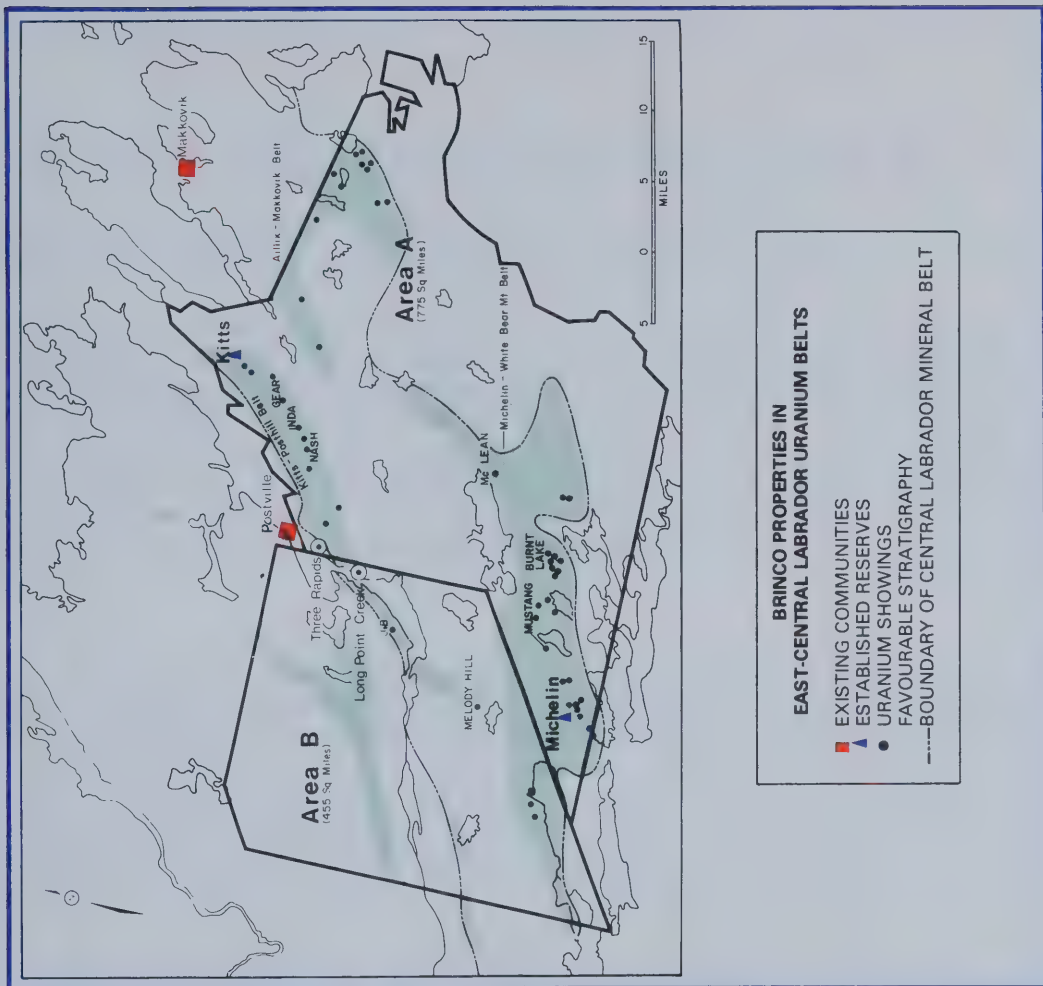 Makkovik
Aillik - Makkovik Belt
Kitts
Kitts - Posthill Belt
GEAR
INDA
NASH
Postville
Three Rapids
Long Point Creek
Area A
(775 Sq Miles)
Michelin - White Bear Mt Belt
Mc LEAN
Area B
(455 Sq Miles)
MELODY HILL
MUSTANG
BURNT
LAKE
Michelin
5 0 5 10 15
MILES
BRINCO PROPERTIES IN
EAST-CENTRAL LABRADOR URANIUM BELTS
EXISTING COMMUNITIES
ESTABLISHED RESERVES
URANIUM SHOWINGS
FAVOURABLE STRATIGRAPHY
BOUNDARY OF CENTRAL LABRADOR MINERAL BELT